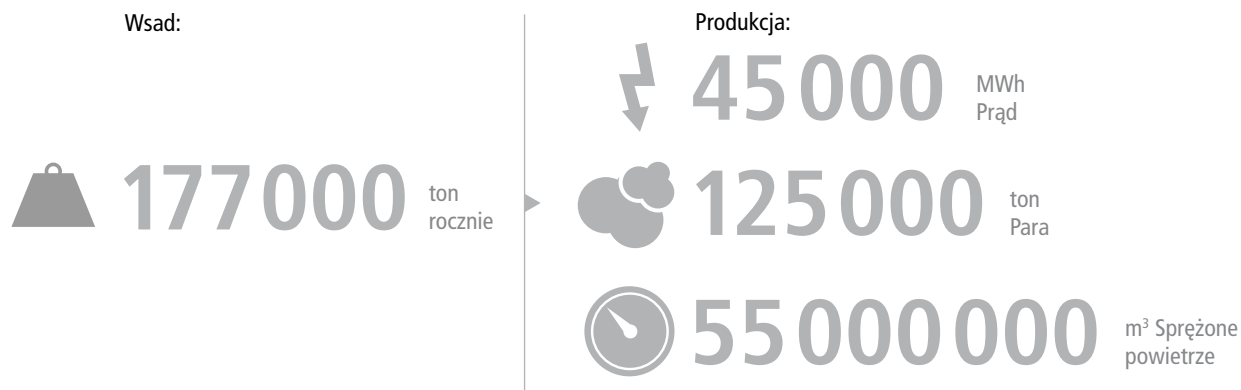 Wsad:
177 000 ton
rocznie
Produkcja:
45 000 MWh
Prąd
125 000 ton
Para
55 000 000 m³ Sprężone
powietrze